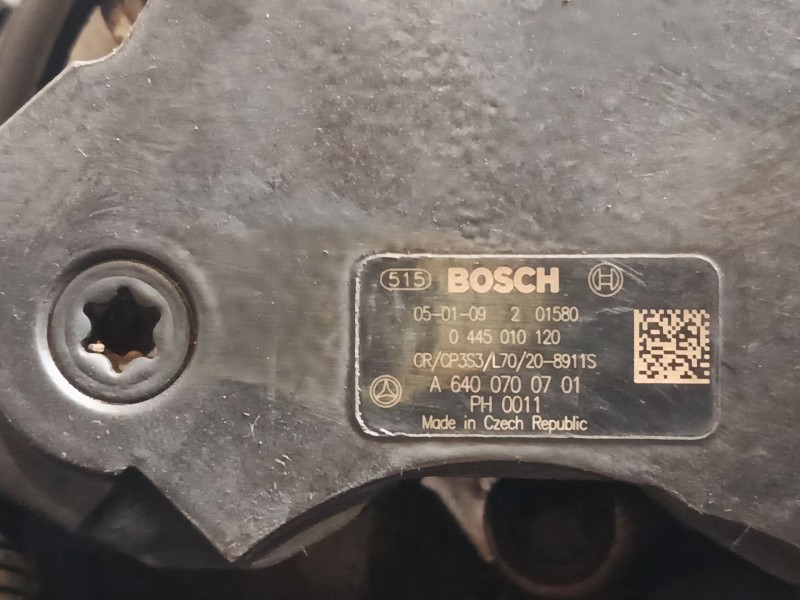 515 BOSCH
05-01-09 2 01580
0 445 010 120
CR/CP3S3/L70/20-8911S
A 640 070 07 01
PH 0011
Made in Czech Republic